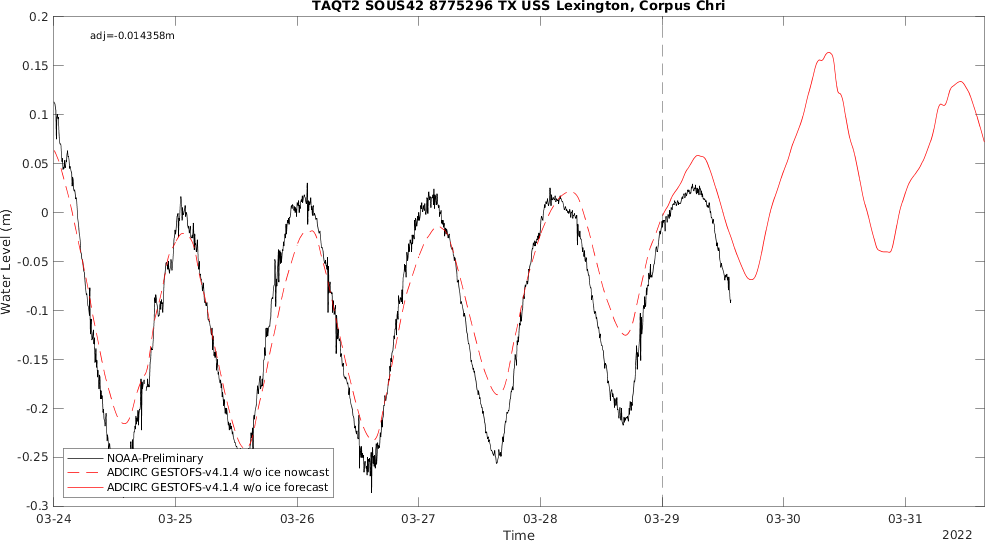 TAQT2 SOUS42 8775296 TX USS Lexington, Corpus Chri
adj=-0.014358m
0.2
0.15
0.1
0.05
0
-0.05
-0.1
-0.15
-0.2
-0.25
-0.3
Water Level (m)
NOAA-Preliminary
ADCIRC GESTOFS-v4.1.4 w/o ice nowcast
ADCIRC GESTOFS-v4.1.4 w/o ice forecast
03-24 03-25 03-26 03-27 03-28 03-29 03-30 03-31
Time
2022